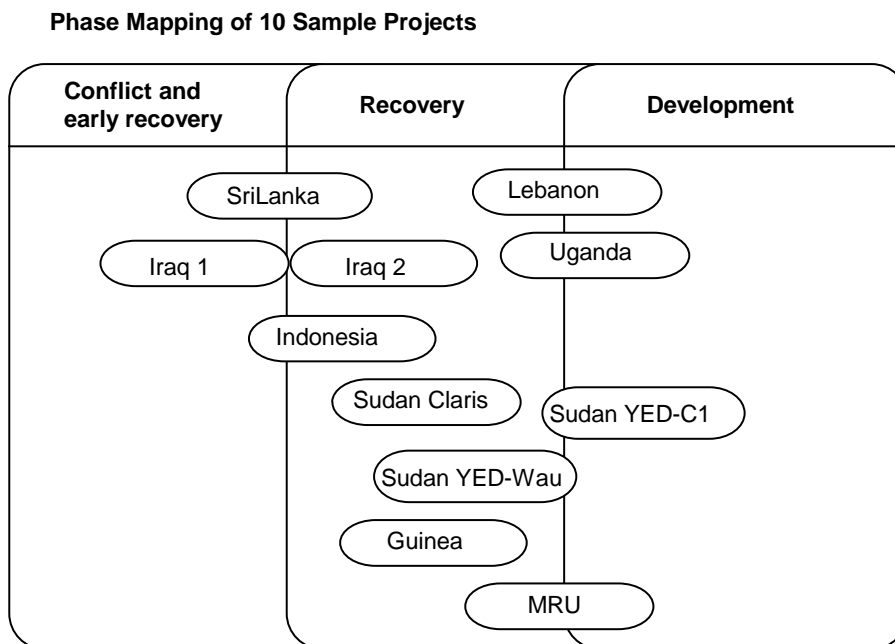 Phase Mapping of 10 Sample Projects
Conflict and
early recovery
Recovery
Development
SriLanka
Lebanon
Iraq 1
Iraq 2
Uganda
Indonesia
Sudan Claris
Sudan YED-C1
Sudan YED-Wau
Guinea
MRU